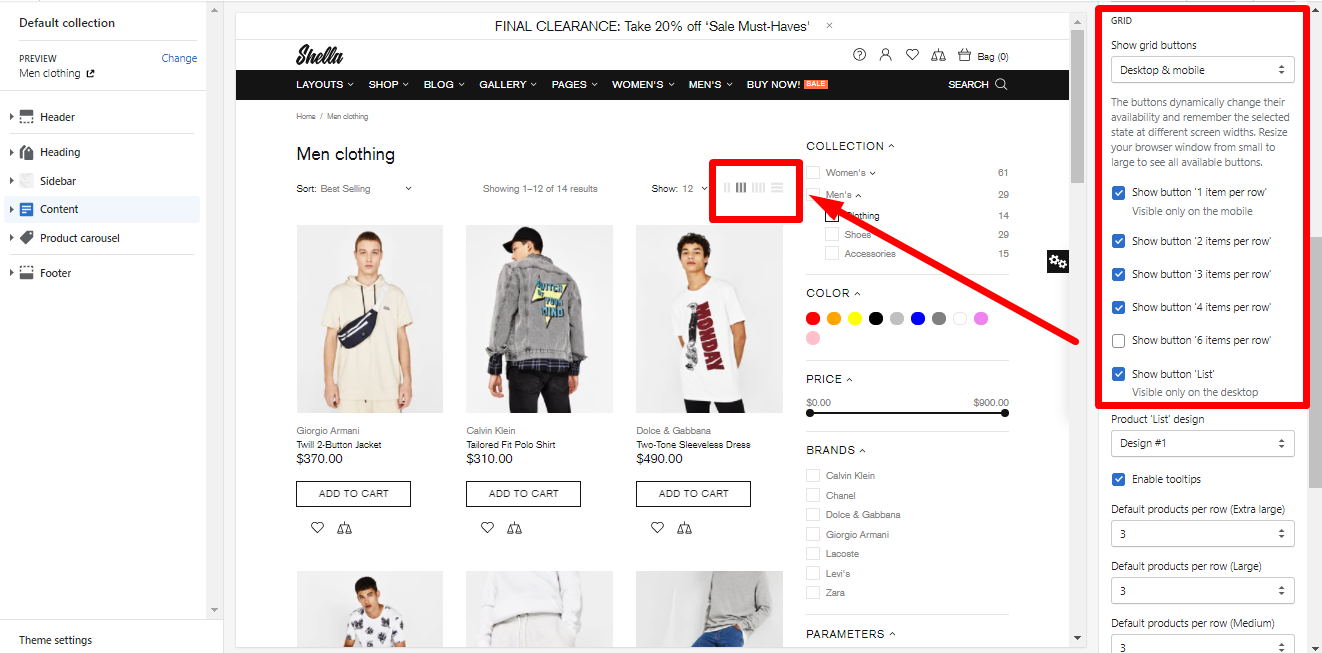 Default collection
PREVIEW
Change
Men clothing
Header
Heading
Sidebar
Content
Product carousel
Footer
Theme settings
FINAL CLEARANCE: Take 20% off 'Sale Must-Haves' ×
Shella
Bag (0)
LAYOUTS SHOP BLOG GALLERY PAGES WOMEN'S MEN'S BUY NOW! SALE SEARCH
Home / Men clothing
Men clothing
Sort: Best Selling
Showing 1–12 of 14 results
Show: 12
Giorgio Armani
Twill 2-Button Jacket
$370.00
ADD TO CART
Calvin Klein
Tailored Fit Polo Shirt
$310.00
ADD TO CART
MONDAY
Dolce & Gabbana
Two-Tone Sleeveless Dress
$490.00
ADD TO CART
COLLECTION
Women's 61
Men's 29
Clothing 14
Shoes 29
Accessories 15
COLOR
PRICE
$0.00 $900.00
BRANDS
Calvin Klein
Chanel
Dolce & Gabbana
Giorgio Armani
Lacoste
Levi's
Zara
PARAMETERS
GRID
Show grid buttons
Desktop & mobile
The buttons dynamically change their
availability and remember the selected
state at different screen widths. Resize
your browser window from small to
large to see all available buttons.
Show button '1 item per row'
Visible only on the mobile
Show button '2 items per row'
Show button '3 items per row'
Show button '4 items per row'
Show button '6 items per row'
Show button 'List'
Visible only on the desktop
Product 'List' design
Design #1
Enable tooltips
Default products per row (Extra large)
3
Default products per row (Large)
3
Default products per row (Medium)
3